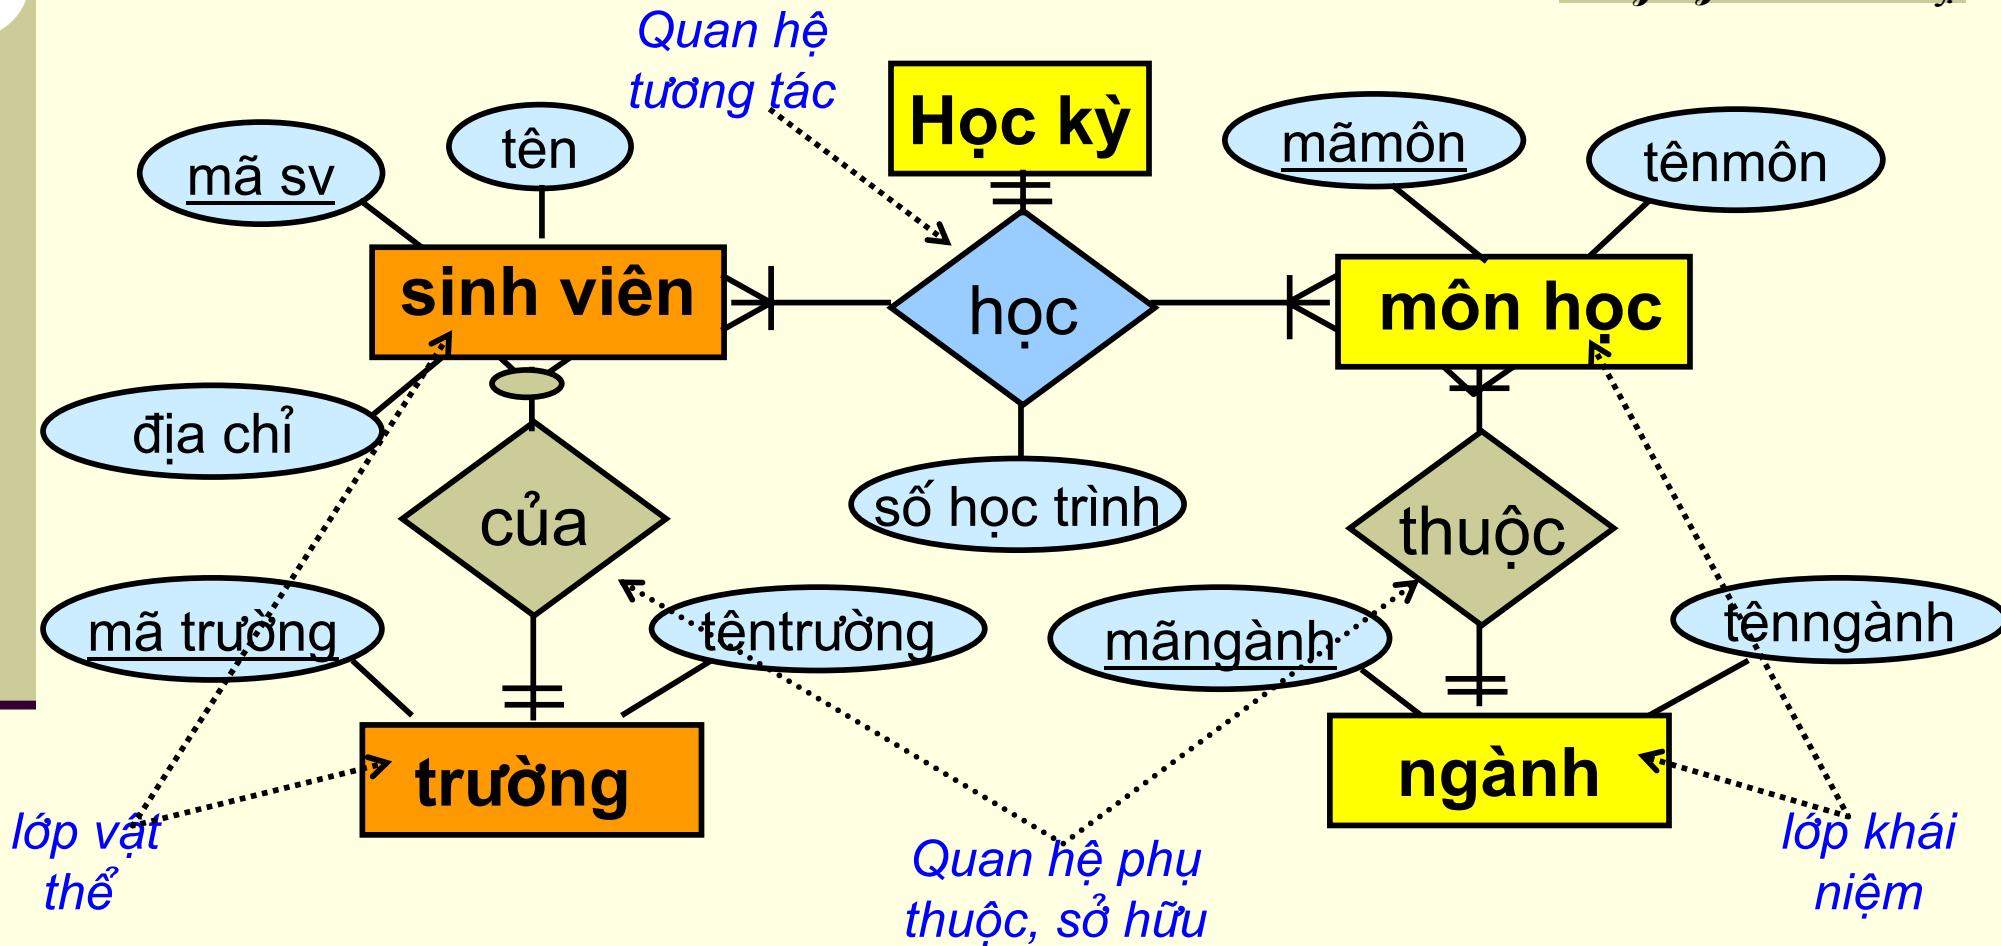 Quan hệ
tương tác
Học kỳ
mã sv
tên
mãmôn
tênmôn
sinh viên
học
môn học
địa chỉ
của
số học trình
thuộc
mã trường
têntrường
mãngành
tênngành
trường
ngành
lớp vật
thể
Quan hệ phụ
thuộc, sở hữu
lớp khái
niệm